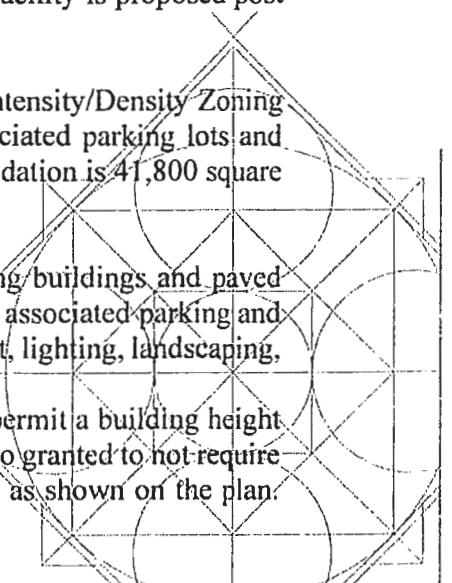 acility is proposed post
ntensity/Density Zoning
ciated parking lots and
dation is 41,800 square
ng buildings and paved
associated parking and
t, lighting, landscaping,
permit a building height
o granted to not require
as shown on the plan.